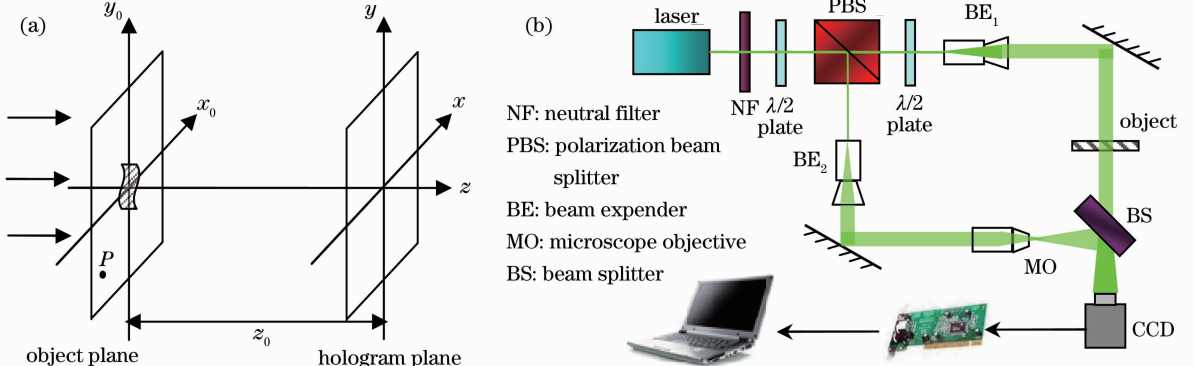 (a)
y₀
y
x₀
x
z
P
z₀
object plane
hologram plane
(b)
laser
PBS
BE₁
NF
λ/2
plate
λ/2
plate
object
NF: neutral filter
PBS: polarization beam
splitter
BE: beam expender
MO: microscope objective
BS: beam splitter
BE₂
BS
MO
CCD